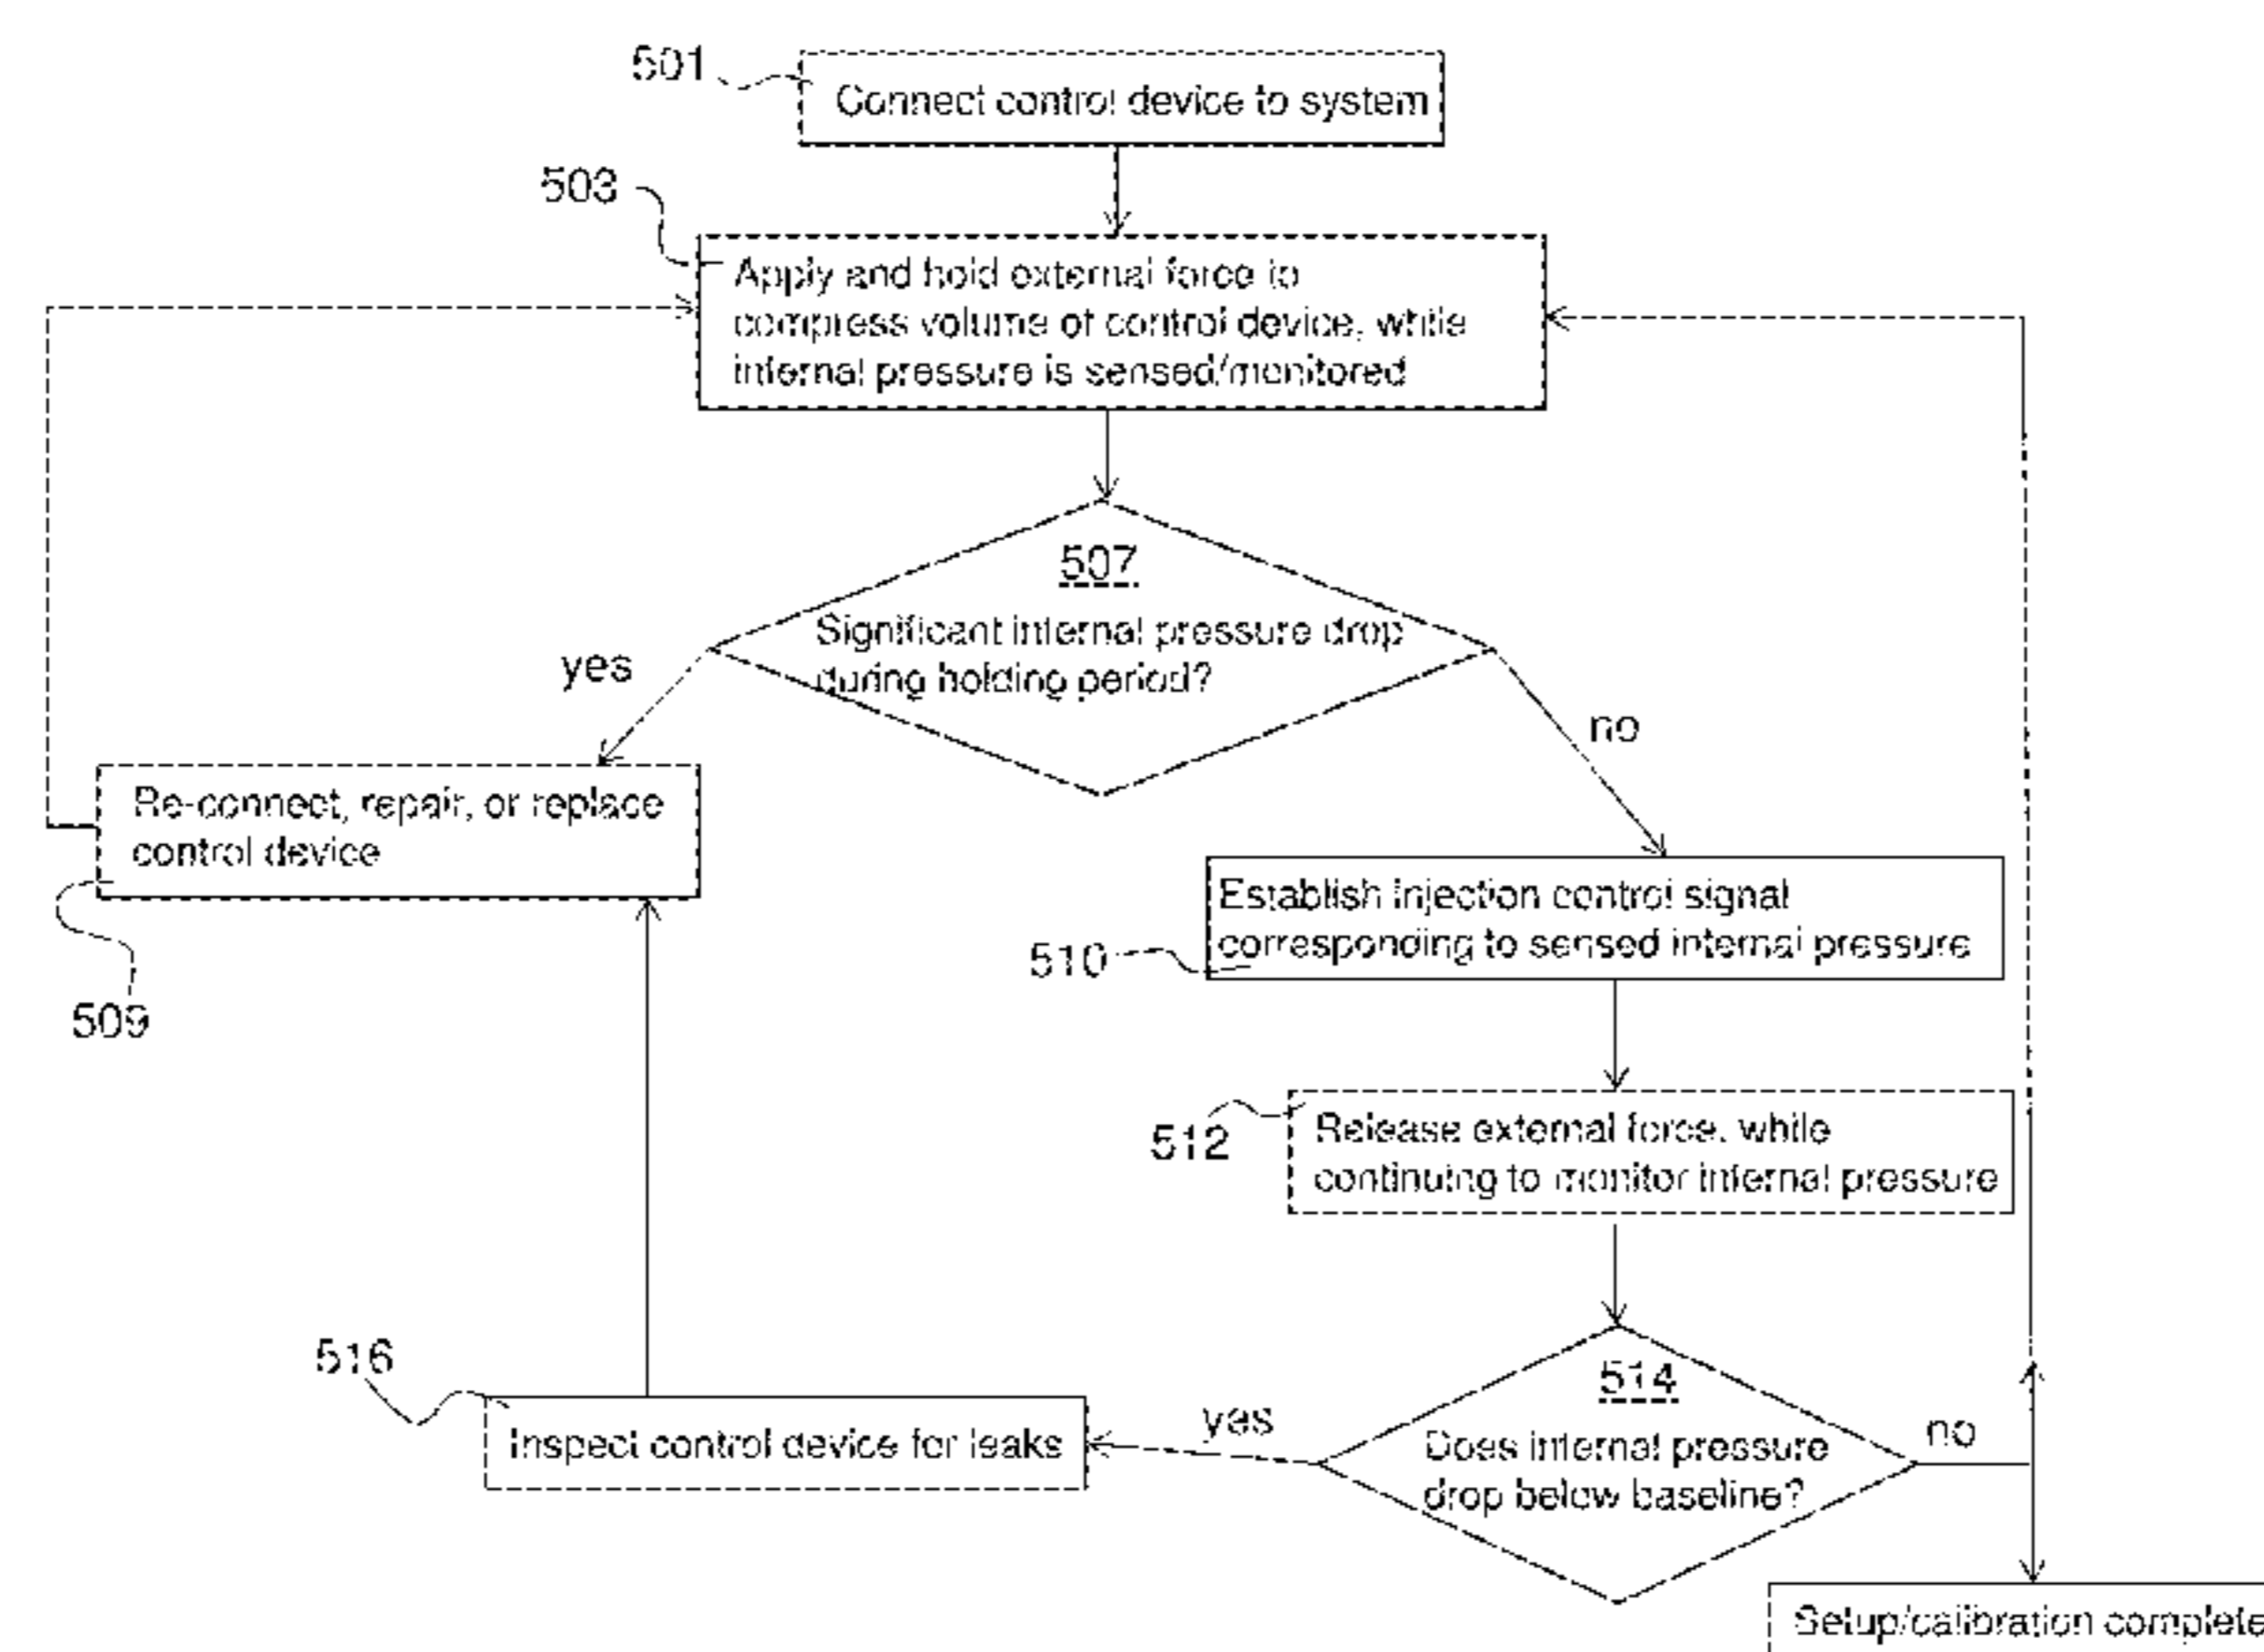 501
Connect control device to system
503
Apply and hold external force to
compress volume of control device, while
internal pressure is sensed/monitored
507
Significant internal pressure drop
during holding period?
yes
no
Re-connect, repair, or replace
control device
509
Establish injection control signal
corresponding to sensed internal pressure
510
512
Release external force, while
continuing to monitor internal pressure
516
Inspect control device for leaks
yes
514
Does internal pressure
drop below baseline?
no
Setup/calibration complete